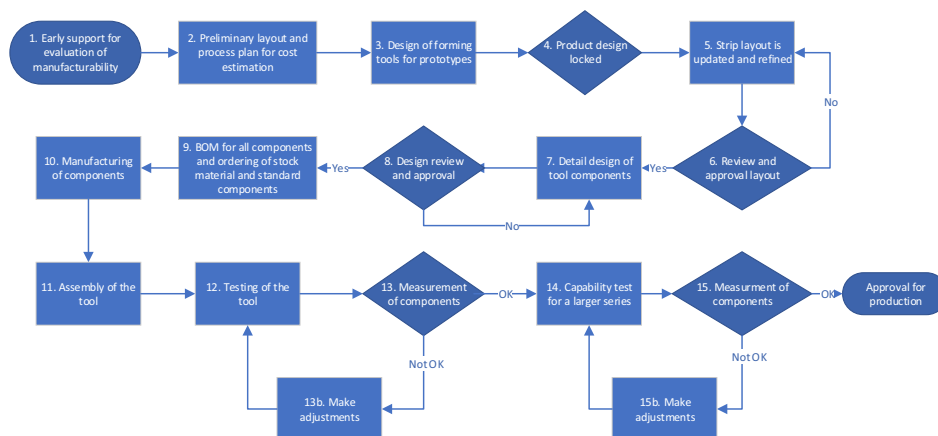 1. Early support for
evaluation of
manufacturability
2. Preliminary layout and
process plan for cost
estimation
3. Design of forming
tools for prototypes
4. Product design
locked
5. Strip layout is
updated and refined
No
10. Manufacturing
of components
9. BOM for all components
and ordering of stock
material and standard
components
Yes
8. Design review
and approval
7. Detail design of
tool components
Yes
6. Review and
approval layout
No
11. Assembly of the
tool
12. Testing of the
tool
13. Measurement
of components
OK
14. Capability test
for a larger series
15. Measurment of
components
OK
Approval for
production
Not OK
Not OK
13b. Make
adjustments
15b. Make
adjustments